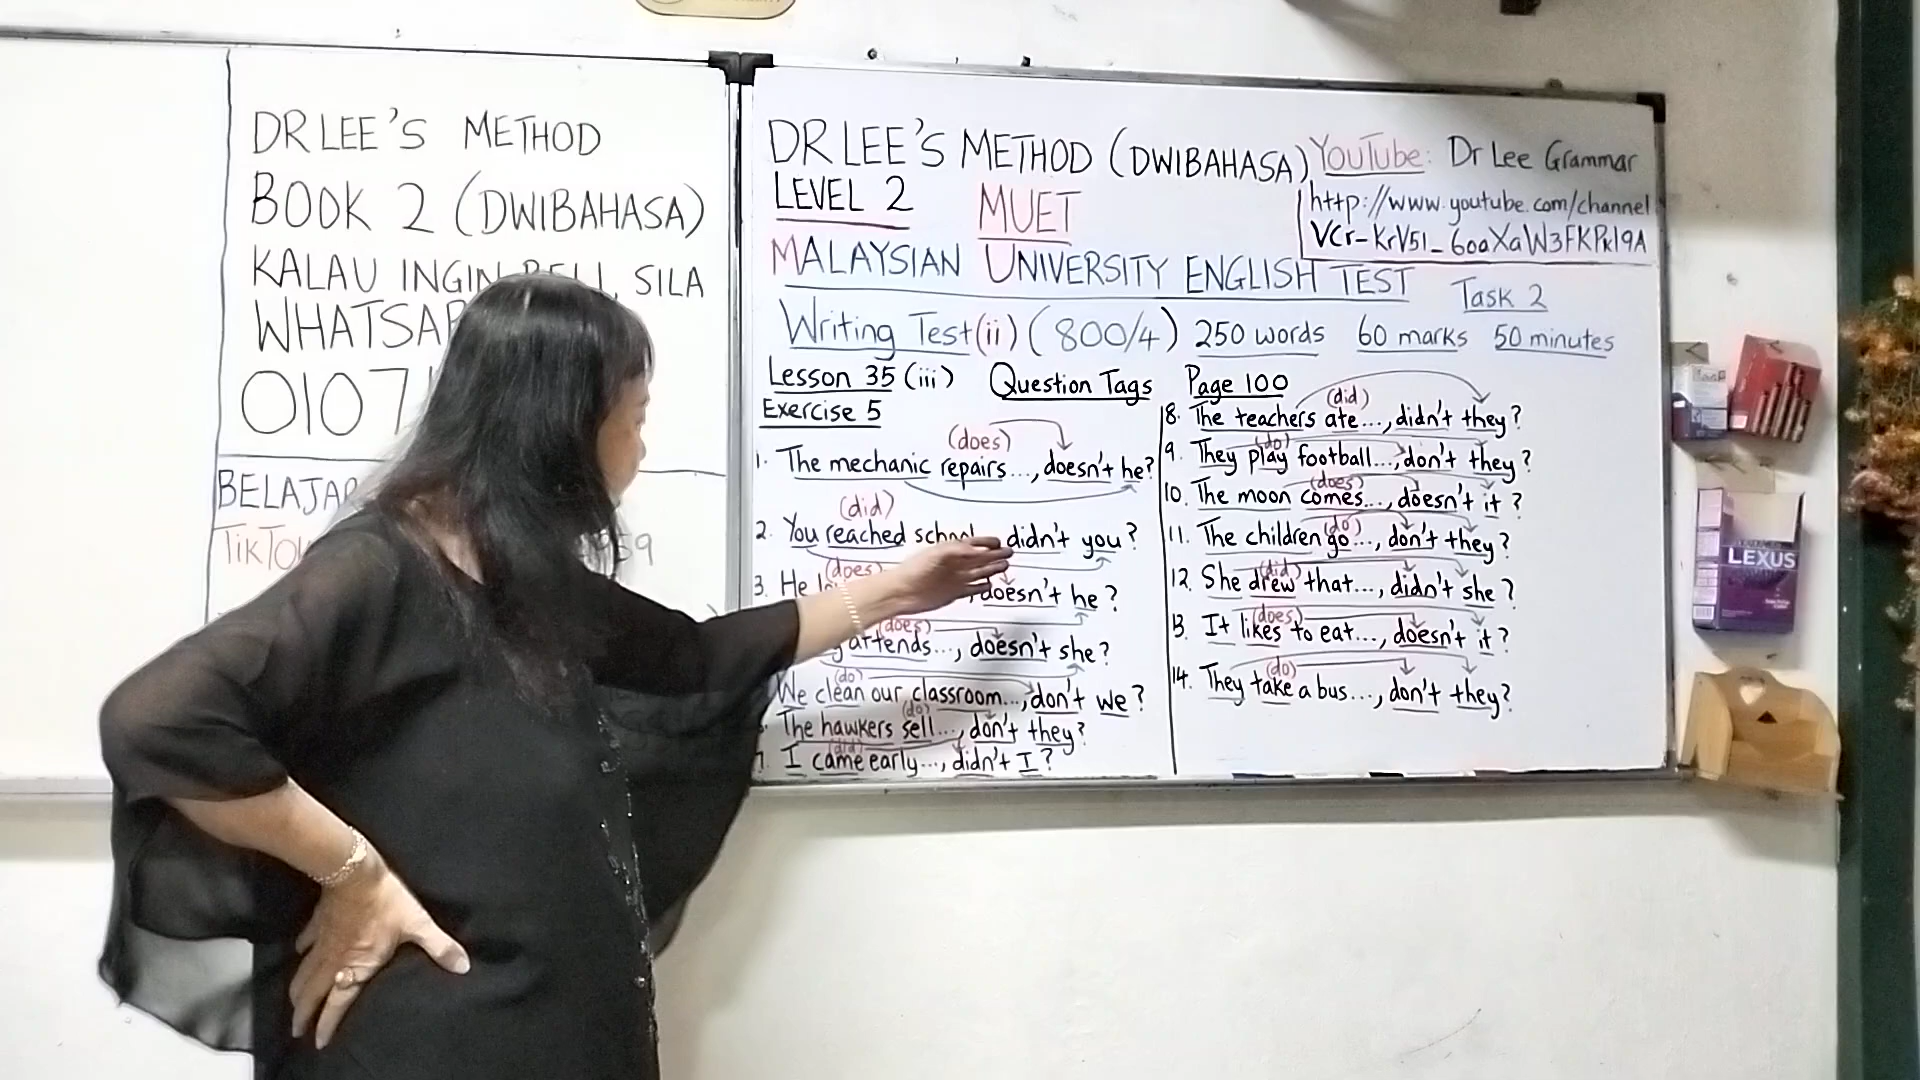 DR LEE'S METHOD
BOOK 2 (DWIBAHASA)
KALAU INGIN BELI, SILA
WHATSAP
0107
BELAJAR
TIKTOK
DR LEE'S METHOD (DWIBAHASA)
LEVEL 2 MUET
YouTube: Dr Lee Grammar
http://www.youtube.com/channel
VCr-KrV51_6oaXaW3FKPkl9A
MALAYSIAN UNIVERSITY ENGLISH TEST
Task 2
Writing Test (ii) (800/4) 250 words 60 marks 50 minutes
Lesson 35 (iii) Question Tags Page 100
Exercise 5
(does)
1. The mechanic repairs..., doesn't he?
(did)
2. You reached school didn't you?
(does)
3. He doesn't he?
(does)
attends..., doesn't she?
(do)
We clean our classroom..., don't we?
(do)
The hawkers sell..., don't they?
(did)
7. I came early..., didn't I?
(did)
8. The teachers ate..., didn't they?
(do)
9. They play football..., don't they?
(does)
10. The moon comes..., doesn't it?
(do)
11. The children go..., don't they?
(did)
12. She drew that..., didn't she?
(does)
13. It likes to eat..., doesn't it?
(do)
14. They take a bus..., don't they?
LEXUS